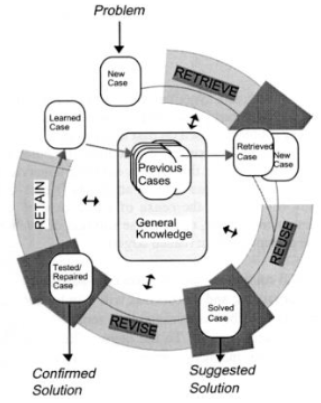 Problem
New
Case
RETRIEVE
Learned
Case
Previous
Cases
Retrieved
Case
New
Case
General
Knowledge
RETAIN
REUSE
Tested/
Repaired
Case
REVISE
Solved
Case
Confirmed
Solution
Suggested
Solution